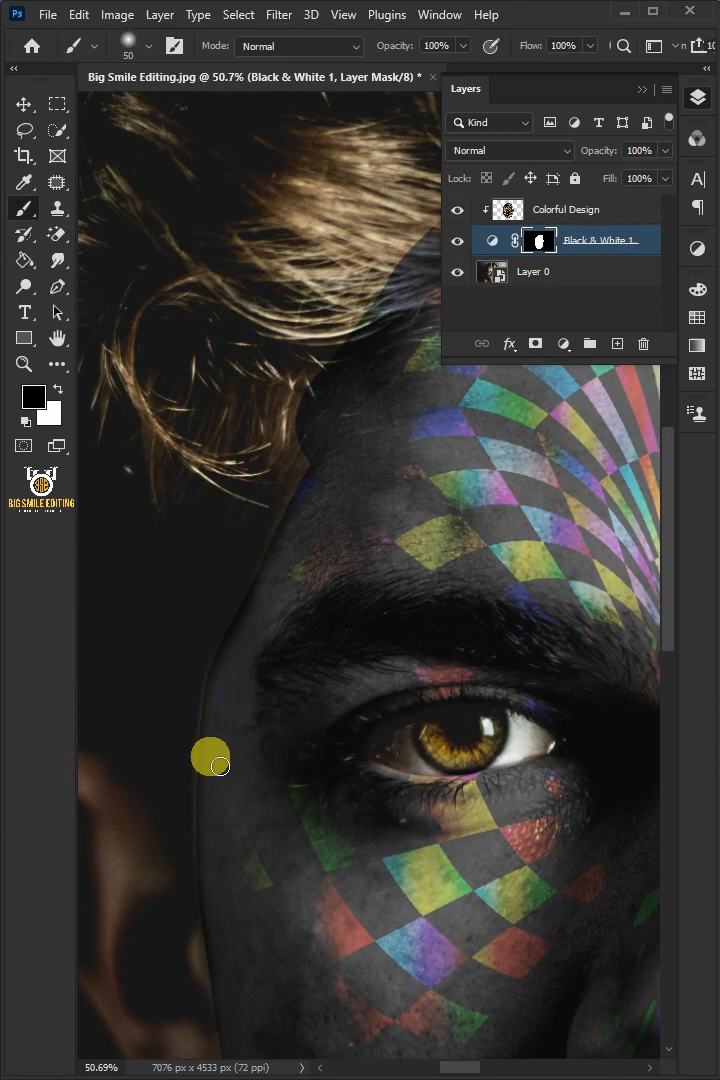 Ps File Edit Image Layer Type Select Filter 3D View Plugins Window Help
50 Mode: Normal Opacity: 100% Flow: 100%
Big Smile Editing.jpg @ 50.7% (Black & White 1, Layer Mask/8) * ×
Layers
Kind
Normal Opacity: 100%
Lock: Fill: 100%
Colorful Design
Black & White 1
Layer 0
fx
BSE
BIG SMILE EDITING
50.69% 7076 px x 4533 px (72 ppi)